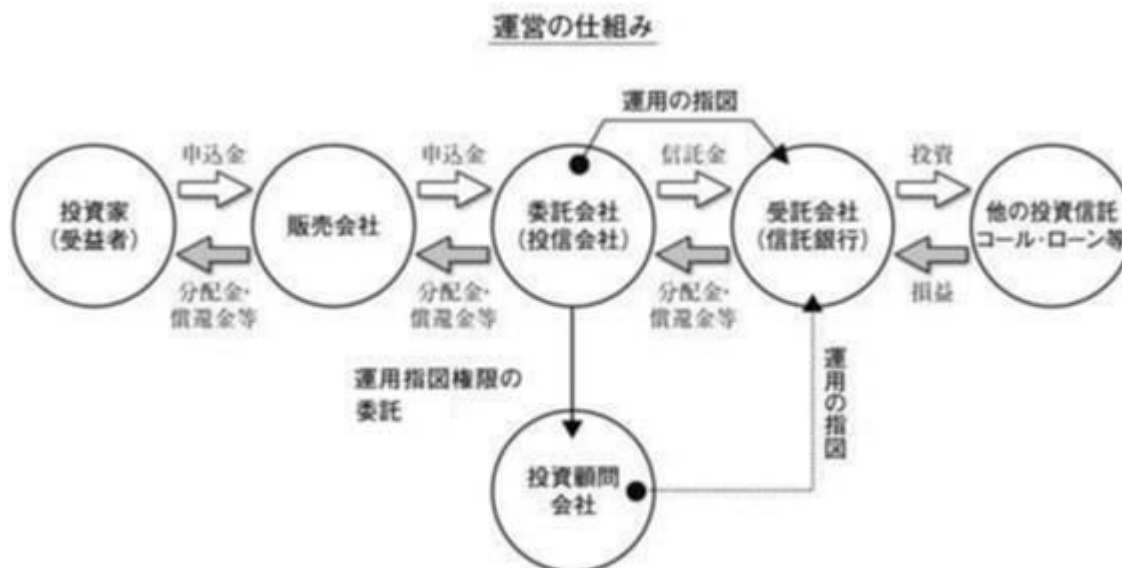 運営の仕組み
運用の指図
申込金
申込金
信託金
投資
投資家
(受益者)
販売会社
委託会社
(投信会社)
受託会社
(信託銀行)
他の投資信託
コール・ローン等
分配金・
償還金等
分配金・
償還金等
分配金・
償還金等
損益
運用指図権限の
委託
運用の指図
投資顧問
会社